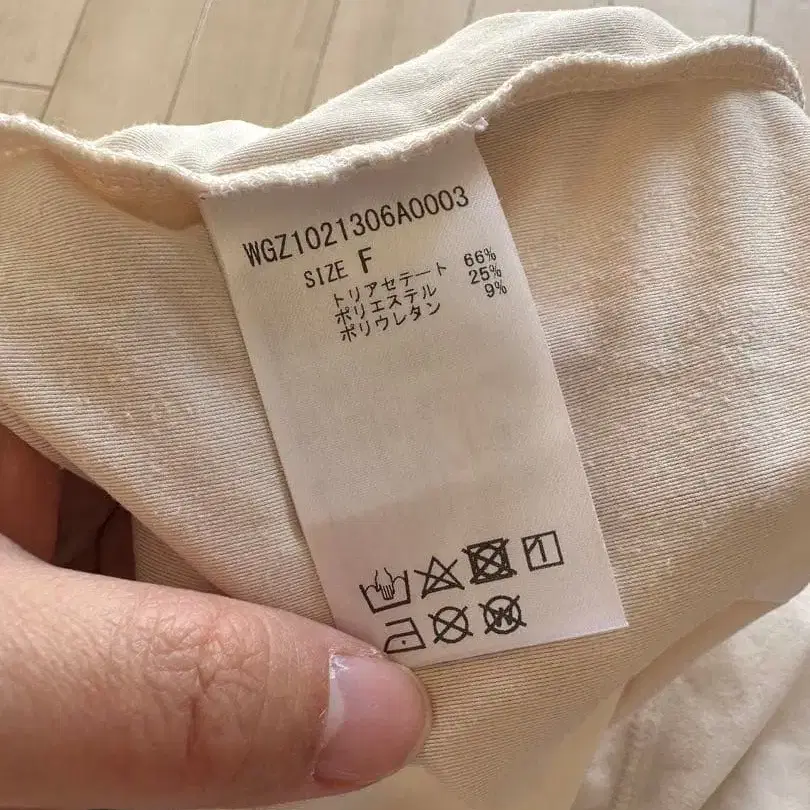 WGZ1021306A0003
SIZE F
トリアセテート 66%
ポリエステル 25%
ポリウレタン 9%
W